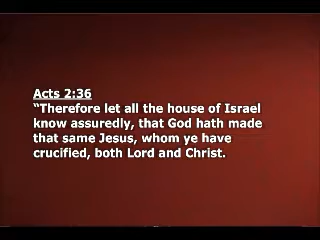 Acts 2:36
“Therefore let all the house of Israel
know assuredly, that God hath made
that same Jesus, whom ye have
crucified, both Lord and Christ.